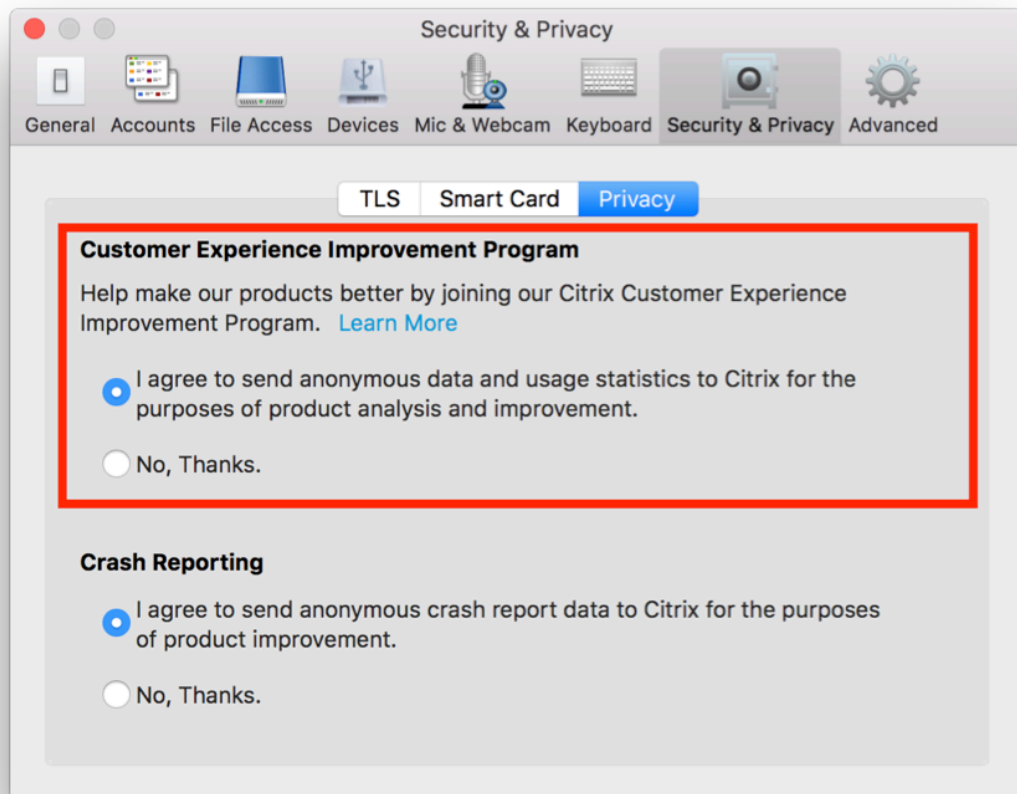 Security & Privacy
General Accounts File Access Devices Mic & Webcam Keyboard Security & Privacy Advanced
TLS Smart Card Privacy
Customer Experience Improvement Program
Help make our products better by joining our Citrix Customer Experience
Improvement Program. Learn More
I agree to send anonymous data and usage statistics to Citrix for the
purposes of product analysis and improvement.
No, Thanks.
Crash Reporting
I agree to send anonymous crash report data to Citrix for the purposes
of product improvement.
No, Thanks.